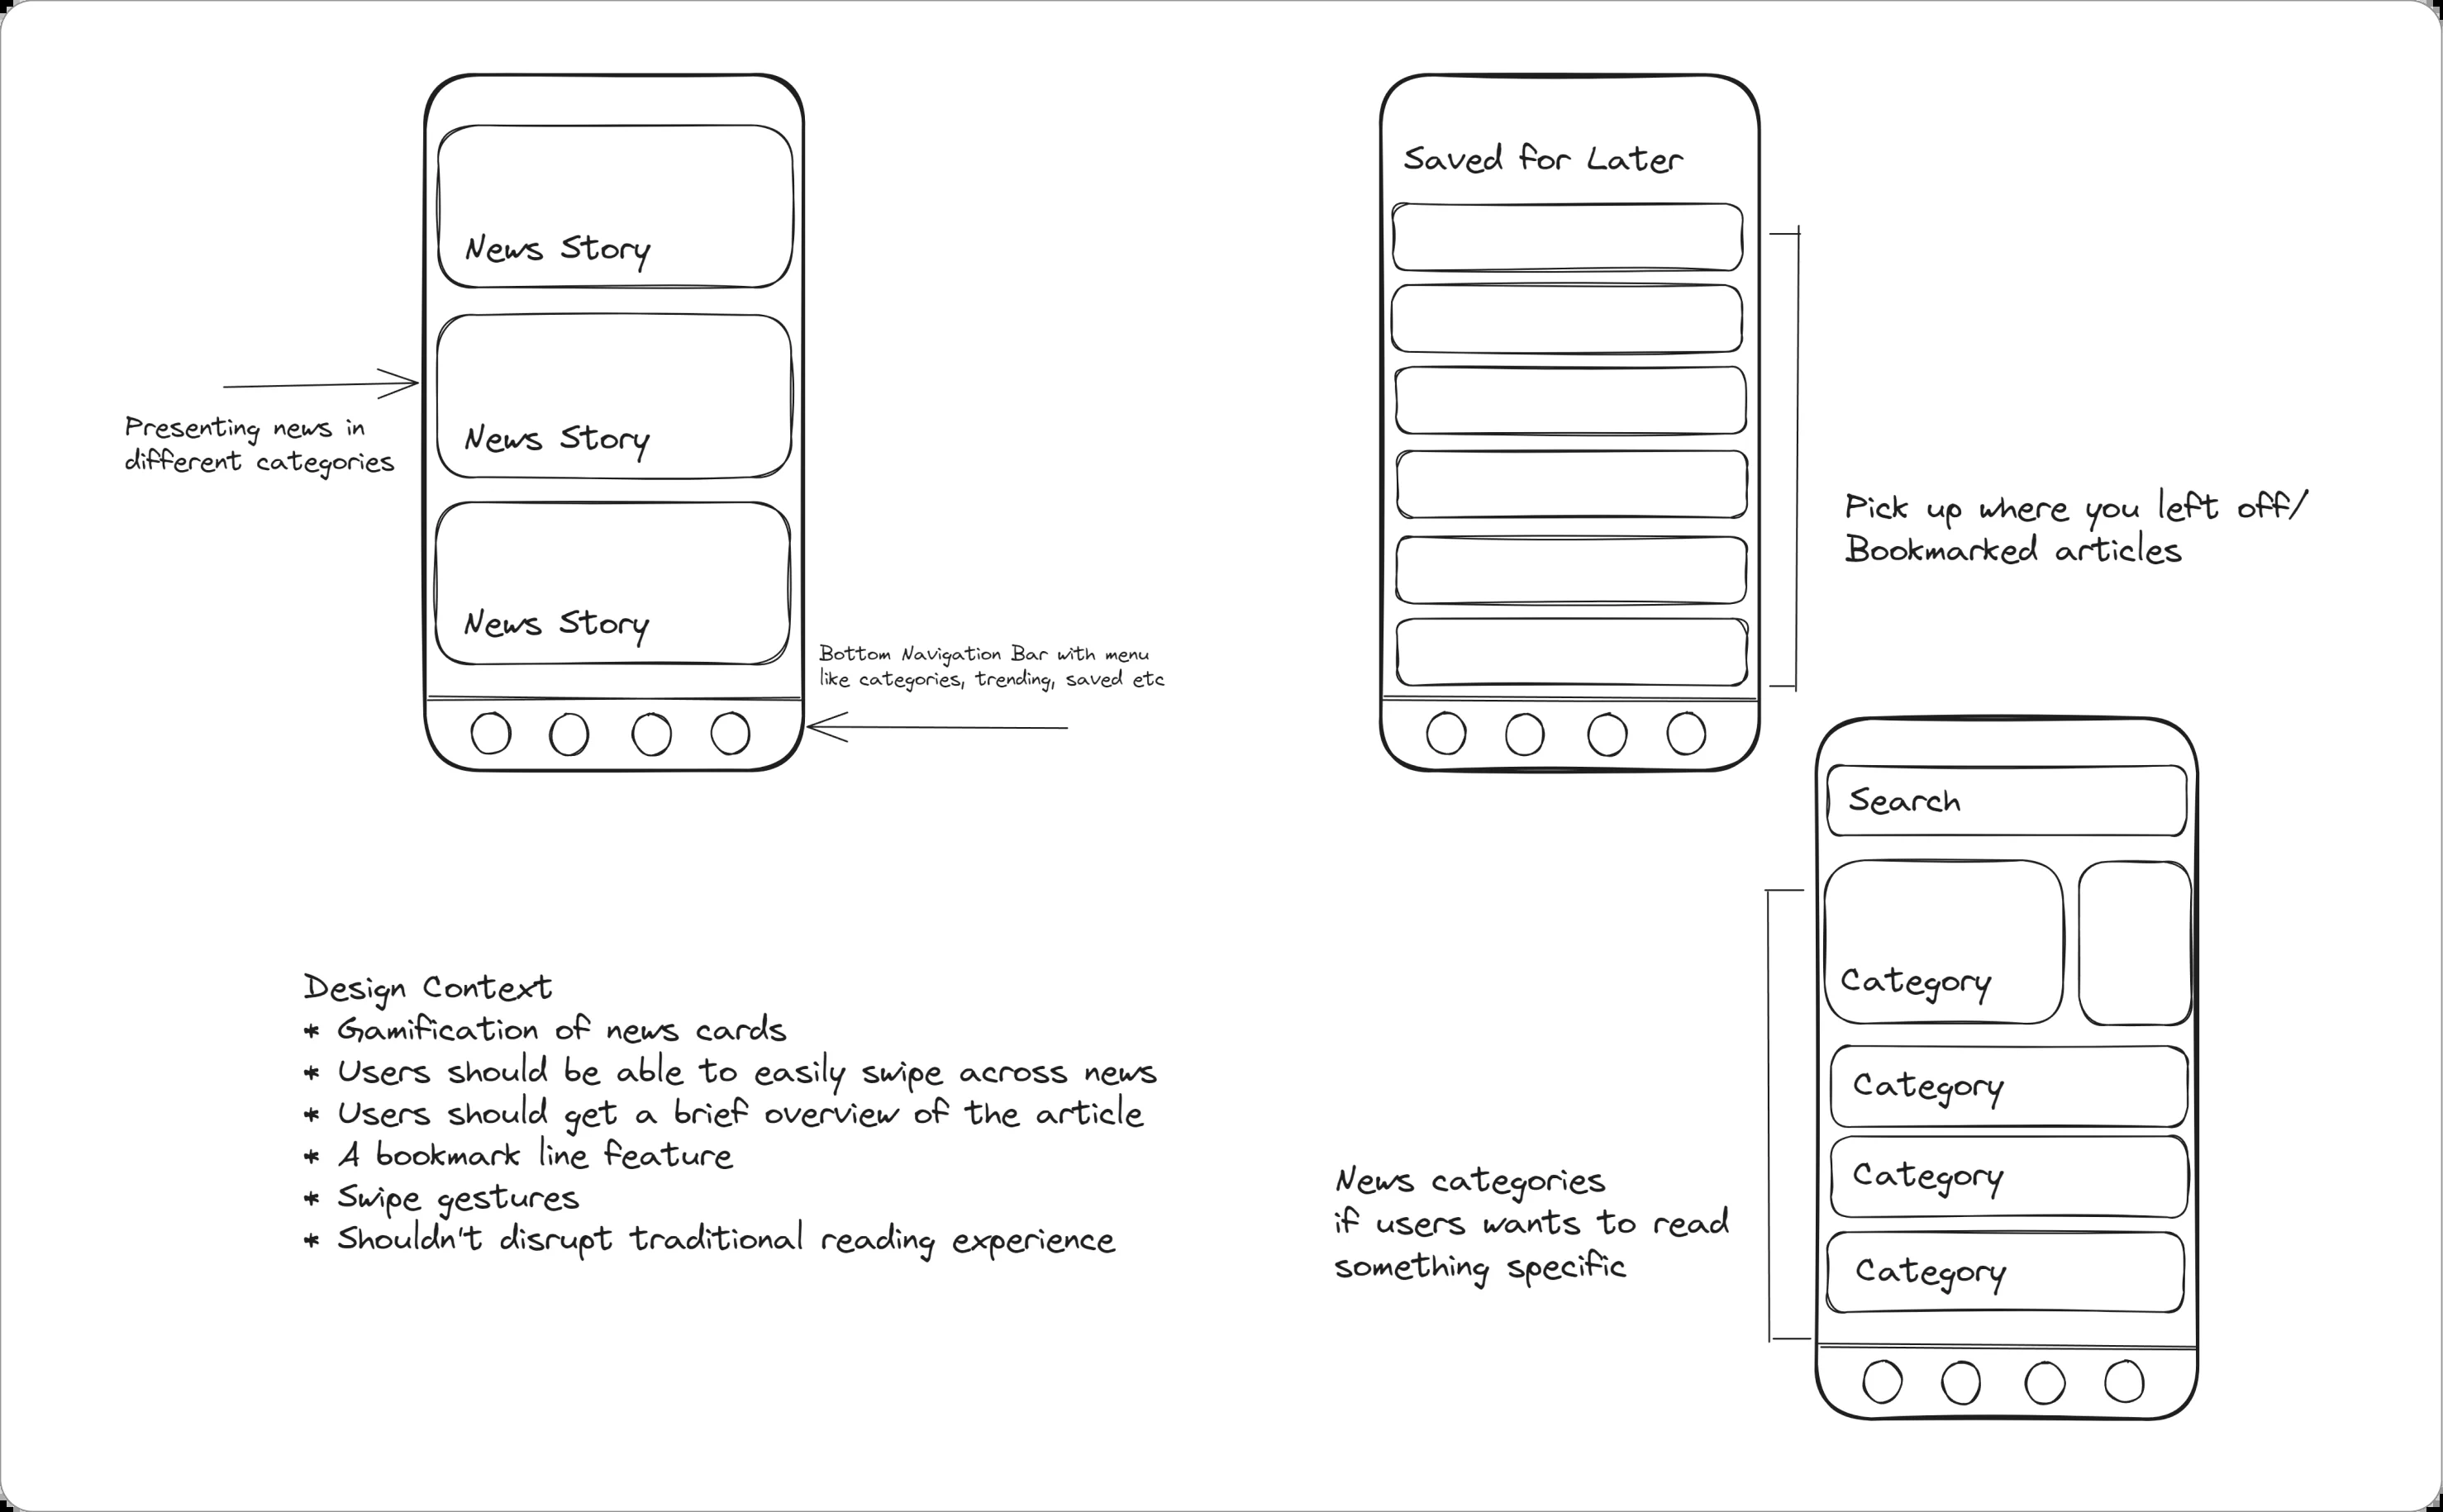 News Story
News Story
News Story
Presenting news in
different categories
Bottom Navigation Bar with menu
like categories, trending, saved etc
Saved for Later
Pick up where you left off/
Bookmarked articles
Search
Category
Category
Category
Category
News categories
if users wants to read
something specific
Design Context
* Gamification of news cards
* Users should be able to easily swipe across news
* Users should get a brief overview of the article
* A bookmark line feature
* Swipe gestures
* Shouldn't disrupt traditional reading experience